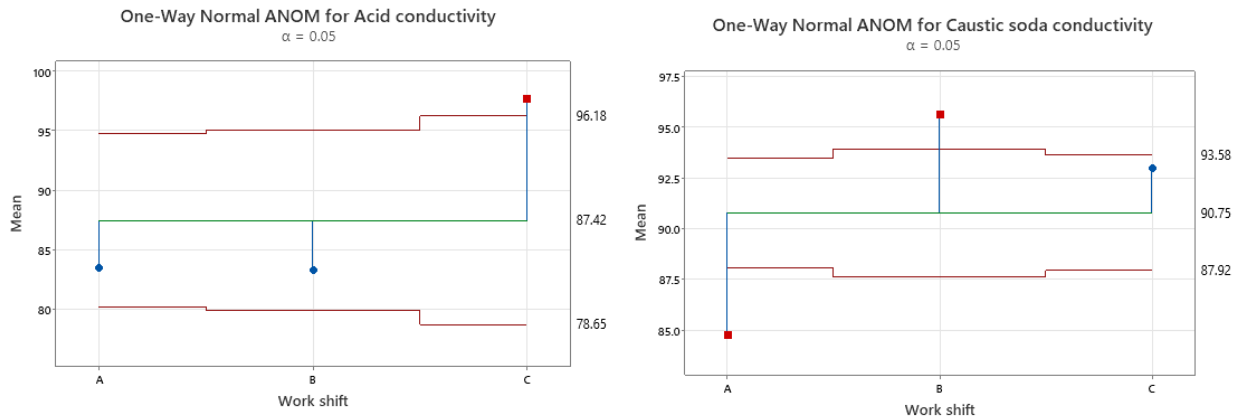 One-Way Normal ANOM for Acid conductivity
α = 0.05
100
95
90
85
80
Mean
96.18
87.42
78.65
A B C
Work shift
One-Way Normal ANOM for Caustic soda conductivity
α = 0.05
97.5
95.0
92.5
90.0
87.5
85.0
Mean
93.58
90.75
87.92
A B C
Work shift